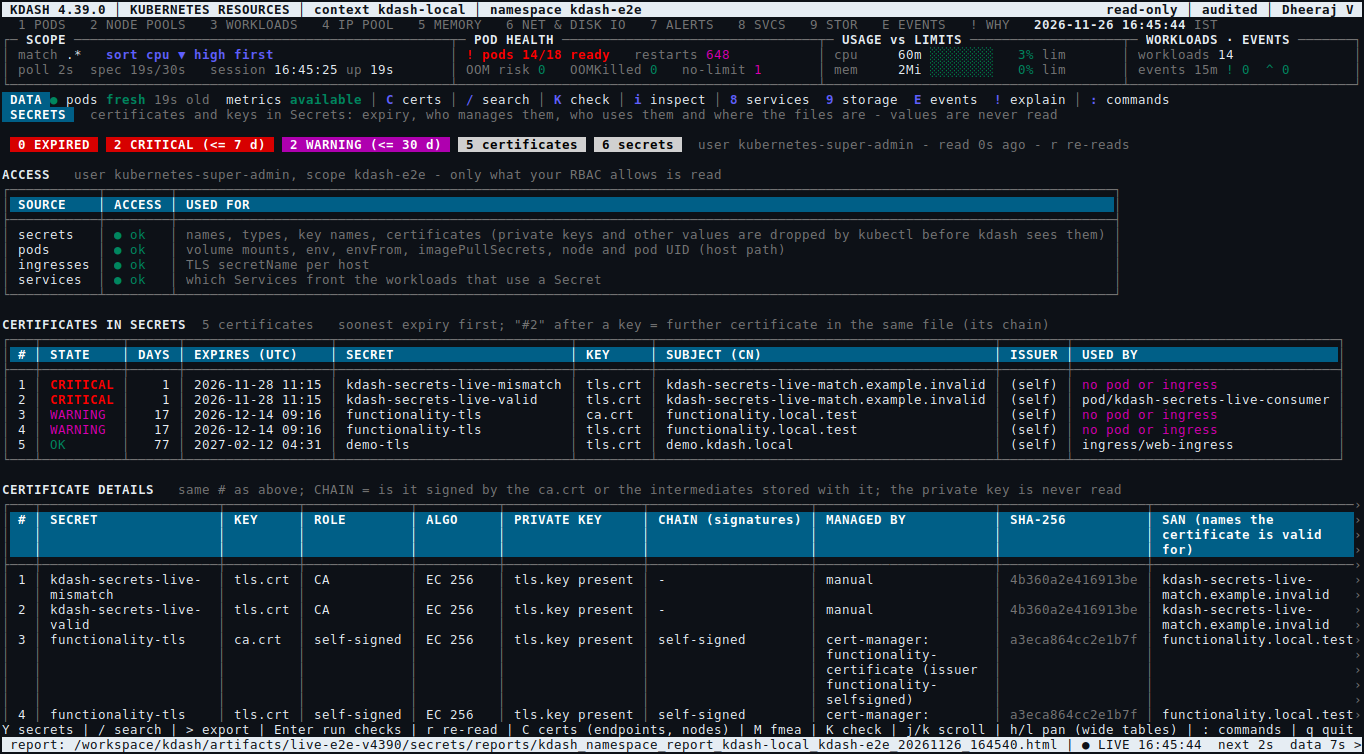 KDASH 4.39.0 │ KUBERNETES RESOURCES │ context kdash-local │ namespace kdash-e2e read-only │ audited │ Dheeraj V
1 PODS 2 NODE POOLS 3 WORKLOADS 4 IP POOL 5 MEMORY 6 NET & DISK IO 7 ALERTS 8 SVCS 9 STOR E EVENTS ! WHY 2026-11-26 16:45:44 IST
SCOPE POD HEALTH USAGE vs LIMITS WORKLOADS · EVENTS
match .* sort cpu ▼ high first ! pods 14/18 ready restarts 648 cpu 60m 3% lim workloads 14
poll 2s spec 19s/30s session 16:45:25 up 19s OOM risk 0 OOMKilled 0 no-limit 1 mem 2Mi 0% lim events 15m ! 0 ^ 0
DATA ● pods fresh 19s old metrics available │ C certs │ / search │ K check │ i inspect │ 8 services 9 storage E events ! explain │ : commands
SECRETS certificates and keys in Secrets: expiry, who manages them, who uses them and where the files are - values are never read
0 EXPIRED 2 CRITICAL (<= 7 d) 2 WARNING (<= 30 d) 5 certificates 6 secrets user kubernetes-super-admin - read 0s ago - r re-reads
ACCESS user kubernetes-super-admin, scope kdash-e2e - only what your RBAC allows is read
SOURCE │ ACCESS │ USED FOR
secrets │ ● ok │ names, types, key names, certificates (private keys and other values are dropped by kubectl before kdash sees them)
pods │ ● ok │ volume mounts, env, envFrom, imagePullSecrets, node and pod UID (host path)
ingresses │ ● ok │ TLS secretName per host
services │ ● ok │ which Services front the workloads that use a Secret
CERTIFICATES IN SECRETS 5 certificates soonest expiry first; "#2" after a key = further certificate in the same file (its chain)
# │ STATE │ DAYS │ EXPIRES (UTC) │ SECRET │ KEY │ SUBJECT (CN) │ ISSUER │ USED BY
1 │ CRITICAL │ 1 │ 2026-11-28 11:15 │ kdash-secrets-live-mismatch │ tls.crt │ kdash-secrets-live-match.example.invalid │ (self) │ no pod or ingress
2 │ CRITICAL │ 1 │ 2026-11-28 11:15 │ kdash-secrets-live-valid │ tls.crt │ kdash-secrets-live-match.example.invalid │ (self) │ pod/kdash-secrets-live-consumer
3 │ WARNING │ 17 │ 2026-12-14 09:16 │ functionality-tls │ ca.crt │ functionality.local.test │ (self) │ no pod or ingress
4 │ WARNING │ 17 │ 2026-12-14 09:16 │ functionality-tls │ tls.crt │ functionality.local.test │ (self) │ no pod or ingress
5 │ OK │ 77 │ 2027-02-12 04:31 │ demo-tls │ tls.crt │ demo.kdash.local │ (self) │ ingress/web-ingress
CERTIFICATE DETAILS same # as above; CHAIN = is it signed by the ca.crt or the intermediates stored with it; the private key is never read
# │ SECRET │ KEY │ ROLE │ ALGO │ PRIVATE KEY │ CHAIN (signatures) │ MANAGED BY │ SHA-256 │ SAN (names the
certificate is valid
for)
1 │ kdash-secrets-live- │ tls.crt │ CA │ EC 256 │ tls.key present │ - │ manual │ 4b360a2e416913be │ kdash-secrets-live-
mismatch │ match.example.invalid
2 │ kdash-secrets-live- │ tls.crt │ CA │ EC 256 │ tls.key present │ - │ manual │ 4b360a2e416913be │ kdash-secrets-live-
valid │ match.example.invalid
3 │ functionality-tls │ ca.crt │ self-signed │ EC 256 │ tls.key present │ self-signed │ cert-manager: │ a3eca864cc2e1b7f │ functionality.local.test›
functionality-
certificate (issuer
functionality-
selfsigned)
4 │ functionality-tls │ tls.crt │ self-signed │ EC 256 │ tls.key present │ self-signed │ cert-manager: │ a3eca864cc2e1b7f │ functionality.local.test›
Y secrets | / search | > export | Enter run checks | r re-read | C certs (endpoints, nodes) | M fmea | K check | j/k scroll | h/l pan (wide tables) | : commands | q quit
report: /workspace/kdash/artifacts/live-e2e-v4390/secrets/reports/kdash_namespace_report_kdash-local_kdash-e2e_20261126_164540.html | ● LIVE 16:45:44 next 2s data 7s >